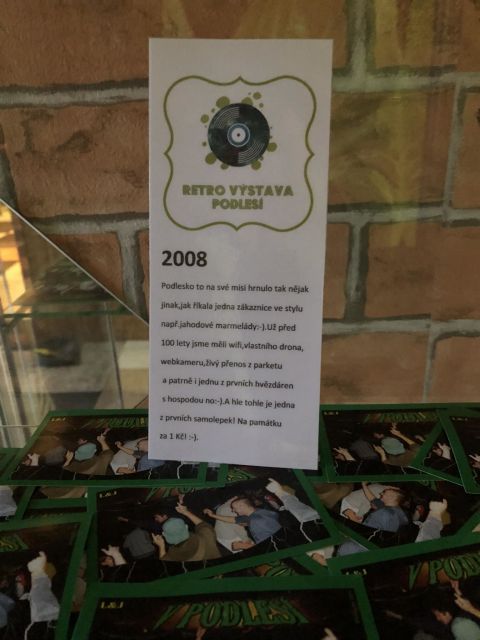 RETRO VÝSTAVA
PODLESÍ
2008
Podlesko to na své misi hrnulo tak nějak
jinak,jak říkala jedna zákaznice ve stylu
např.jahodové marmelády:-).Už před
100 lety jsme měli wifi,vlastního drona,
webkameru,živý přenos z parketu
a patrně i jednu z prvních hvězdáren
s hospodou no:-).A hle tohle je jedna
z prvních samolepek! Na památku
za 1 Kč! :-).
L&J
L&J
V PODLESÍ
L&J
V PODLESÍ